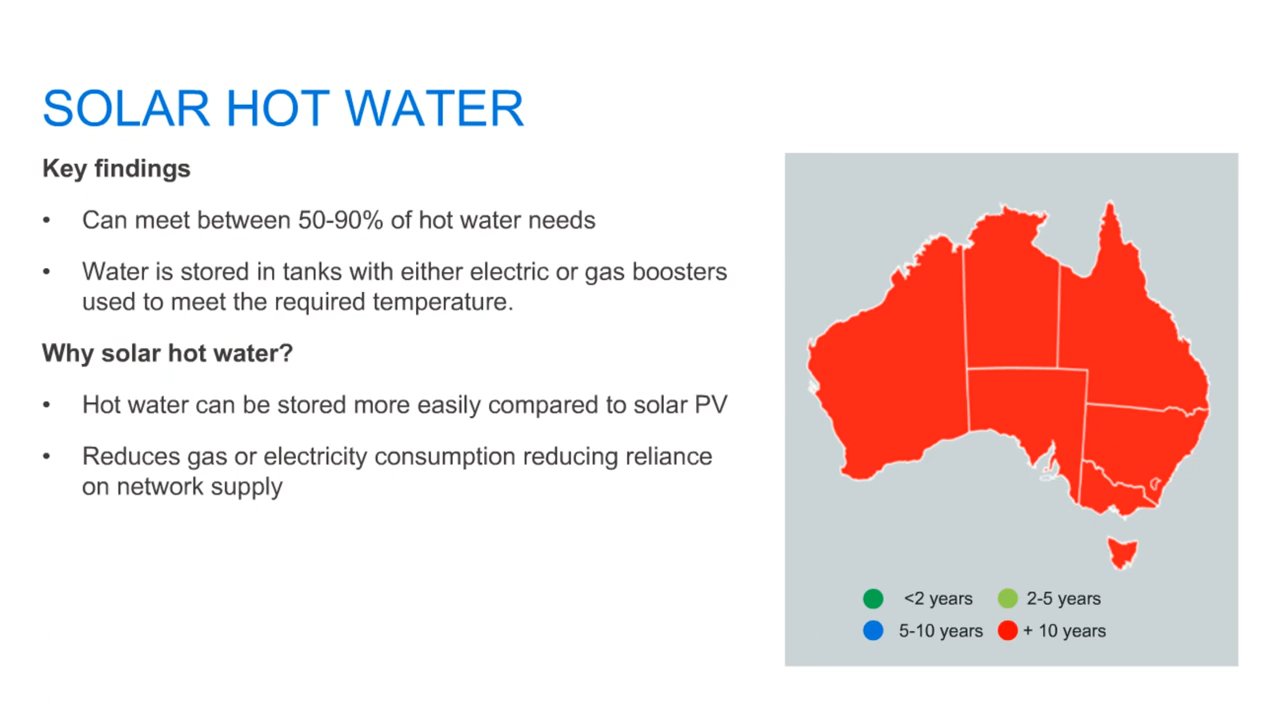 SOLAR HOT WATER
Key findings
• Can meet between 50-90% of hot water needs
• Water is stored in tanks with either electric or gas boosters
used to meet the required temperature.
Why solar hot water?
• Hot water can be stored more easily compared to solar PV
• Reduces gas or electricity consumption reducing reliance
on network supply
<2 years 2-5 years
5-10 years + 10 years